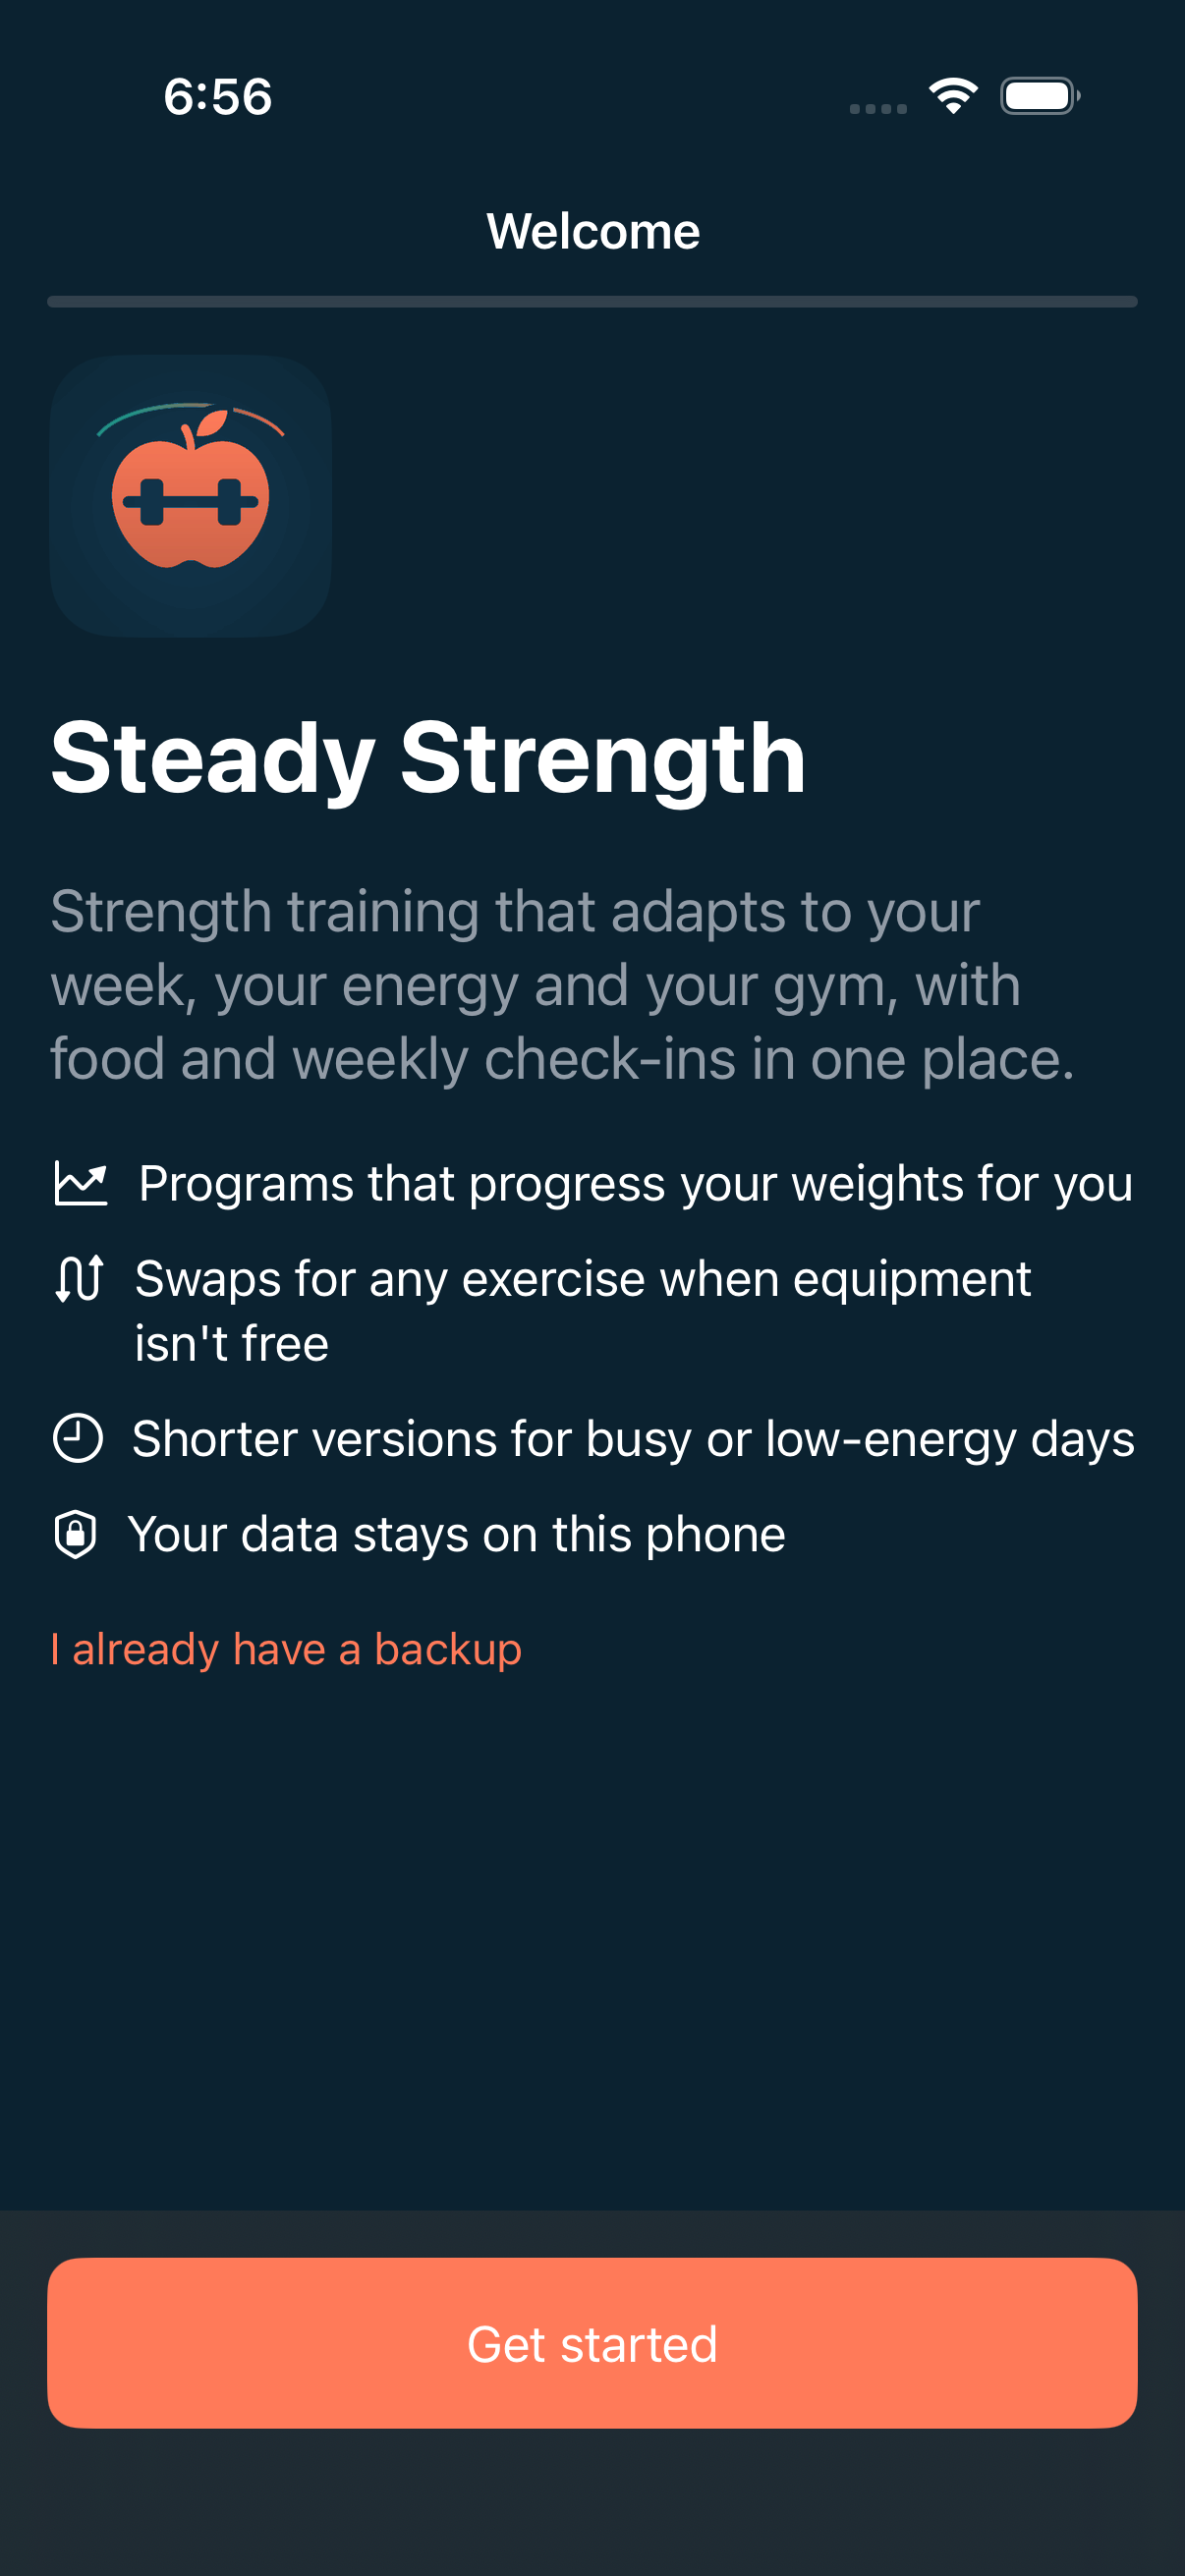 6:56
Welcome
Steady Strength
Strength training that adapts to your
week, your energy and your gym, with
food and weekly check-ins in one place.
Programs that progress your weights for you
Swaps for any exercise when equipment
isn't free
Shorter versions for busy or low-energy days
Your data stays on this phone
I already have a backup
Get started